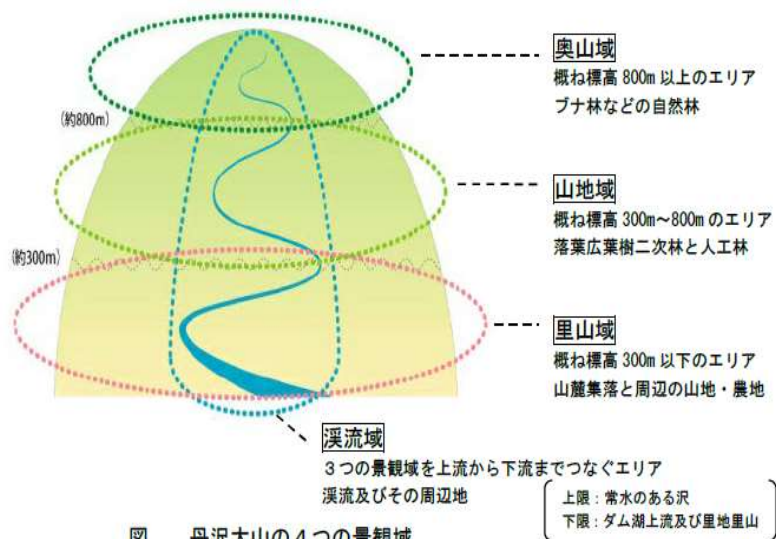 奥山域
概ね標高 800m 以上のエリア
ブナ林などの自然林
(約800m)
山地域
概ね標高 300m～800m のエリア
落葉広葉樹二次林と人工林
(約300m)
里山域
概ね標高 300m 以下のエリア
山麓集落と周辺の山地・農地
渓流域
３つの景観域を上流から下流までつなぐエリア
渓流及びその周辺地
上限：常水のある沢
下限：ダム湖上流及び里地里山
図　丹沢大山の４つの景観域